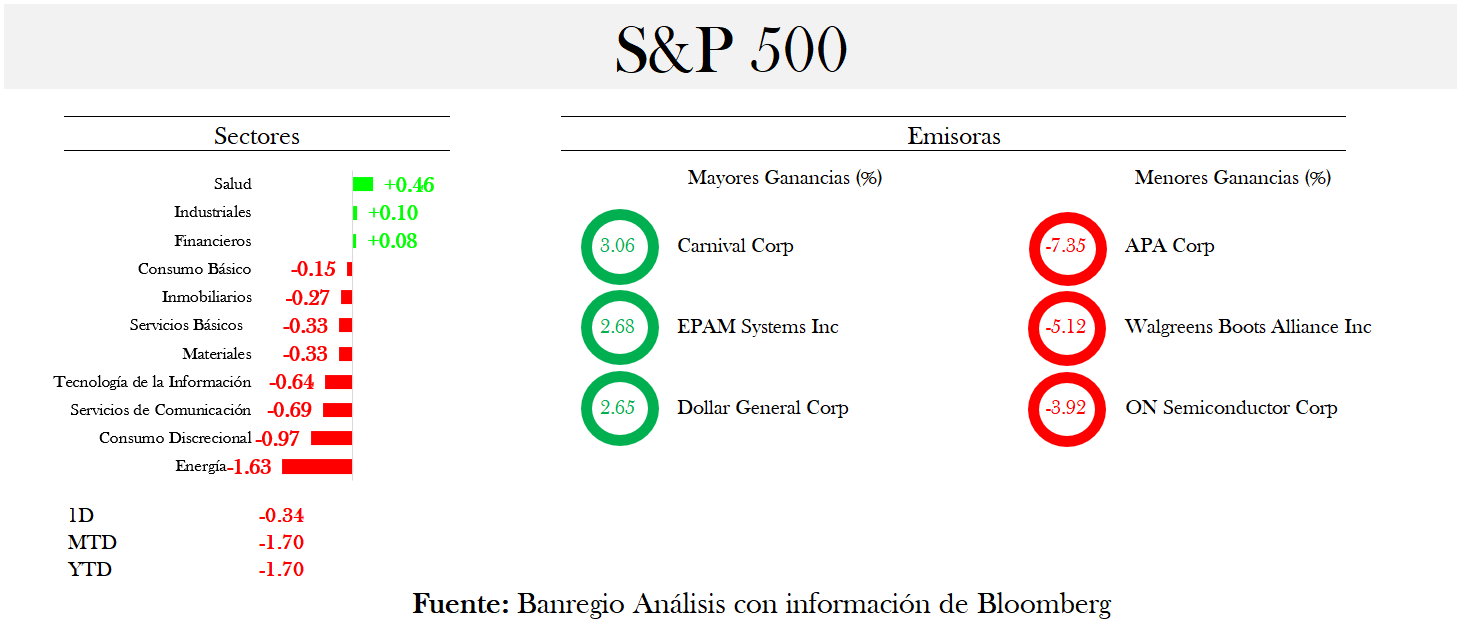 S&P 500
Sectores
Salud +0.46
Industriales +0.10
Financieros +0.08
Consumo Básico -0.15
Inmobiliarios -0.27
Servicios Básicos -0.33
Materiales -0.33
Tecnología de la Información -0.64
Servicios de Comunicación -0.69
Consumo Discrecional -0.97
Energía -1.63
1D -0.34
MTD -1.70
YTD -1.70
Emisoras
Mayores Ganancias (%)
3.06 Carnival Corp
2.68 EPAM Systems Inc
2.65 Dollar General Corp
Menores Ganancias (%)
-7.35 APA Corp
-5.12 Walgreens Boots Alliance Inc
-3.92 ON Semiconductor Corp
Fuente: Banregio Análisis con información de Bloomberg